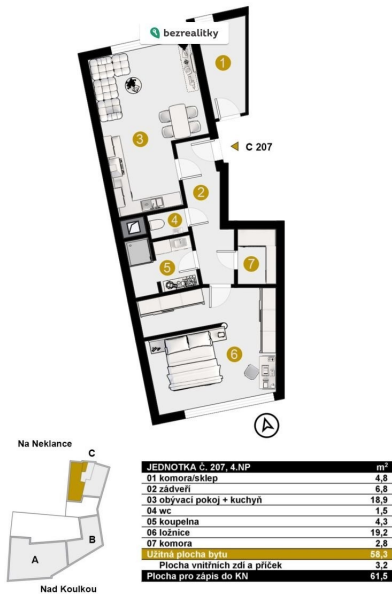 bezrealitky
1
C 207
3
2
4
5
7
6
Na Neklance
C
B
A
Nad Koulkou
JEDNOTKA Č. 207, 4.NP m²
01 komora/sklep 4,8
02 zádveří 6,8
03 obývací pokoj + kuchyň 18,9
04 wc 1,5
05 koupelna 4,3
06 ložnice 19,2
07 komora 2,8
Užitná plocha bytu 58,3
Plocha vnitřních zdí a příček 3,2
Plocha pro zápis do KN 61,5